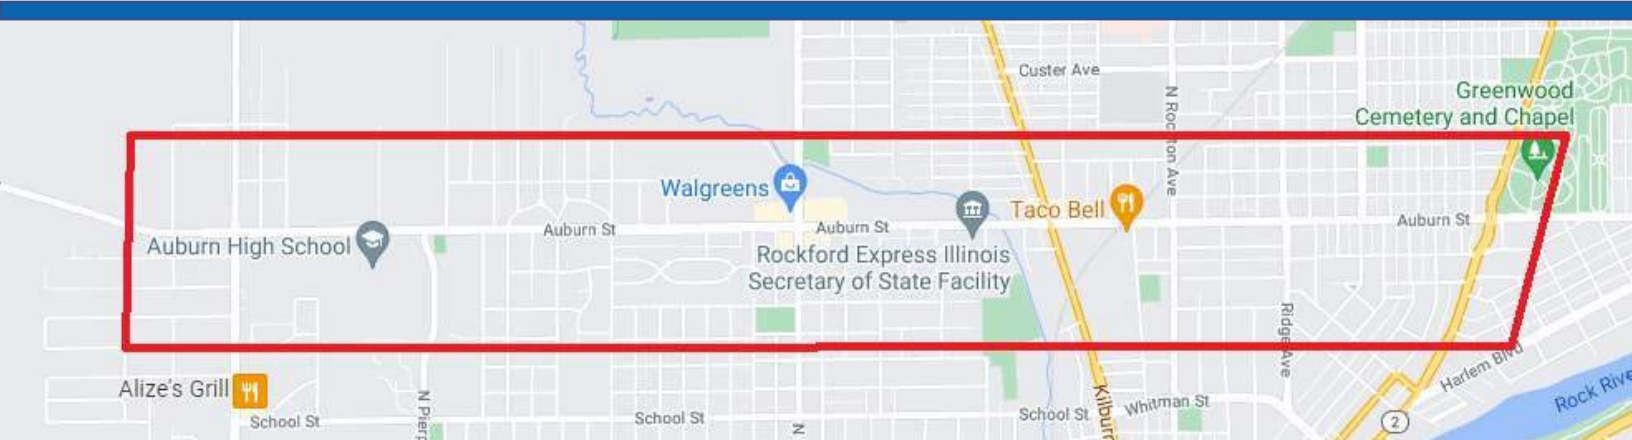 Custer Ave
N Rockton Ave
Greenwood
Cemetery and Chapel
Walgreens
Taco Bell
Auburn St
Auburn St
Auburn St
Auburn High School
Rockford Express Illinois
Secretary of State Facility
Ridge Ave
Harlem Blvd
Alize's Grill
Rock Rive
N Pierp
School St
School St
N
School St
Kilburn
Whitman St
2